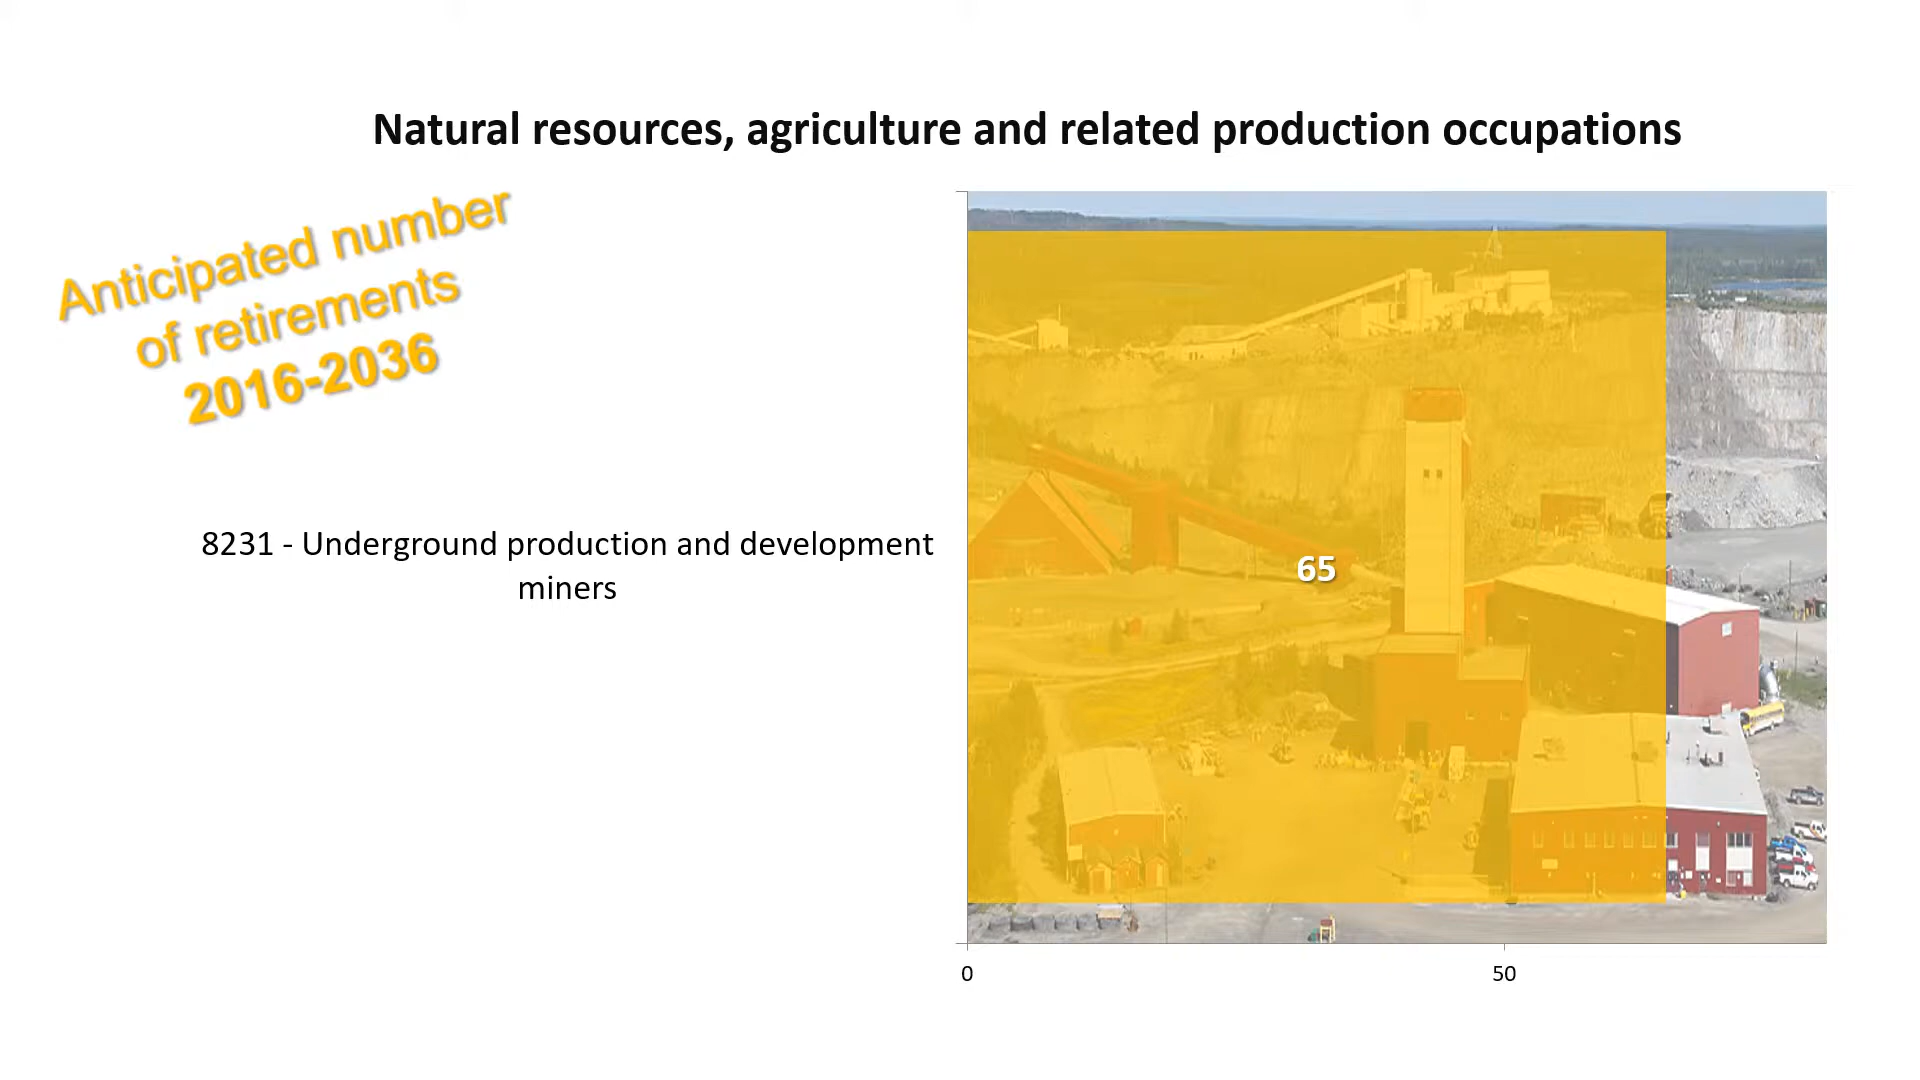 Natural resources, agriculture and related production occupations
Anticipated number
of retirements
2016-2036
8231 - Underground production and development
miners
65
0
50